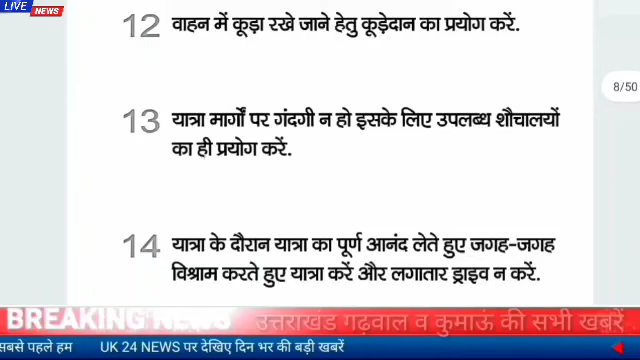 LIVE
NEWS
12 वाहन में कूड़ा रखे जाने हेतु कूड़ेदान का प्रयोग करें.
8/50
13 यात्रा मार्गों पर गंदगी न हो इसके लिए उपलब्ध शौचालयों
का ही प्रयोग करें.
14 यात्रा के दौरान यात्रा का पूर्ण आनंद लेते हुए जगह-जगह
विश्राम करते हुए यात्रा करें और लगातार ड्राइव न करें.
BREAKING NEWS उत्तराखंड गढ़वाल व कुमाऊं की सभी खबरें
सबसे पहले हम UK 24 NEWS पर देखिए दिन भर की बड़ी खबरें